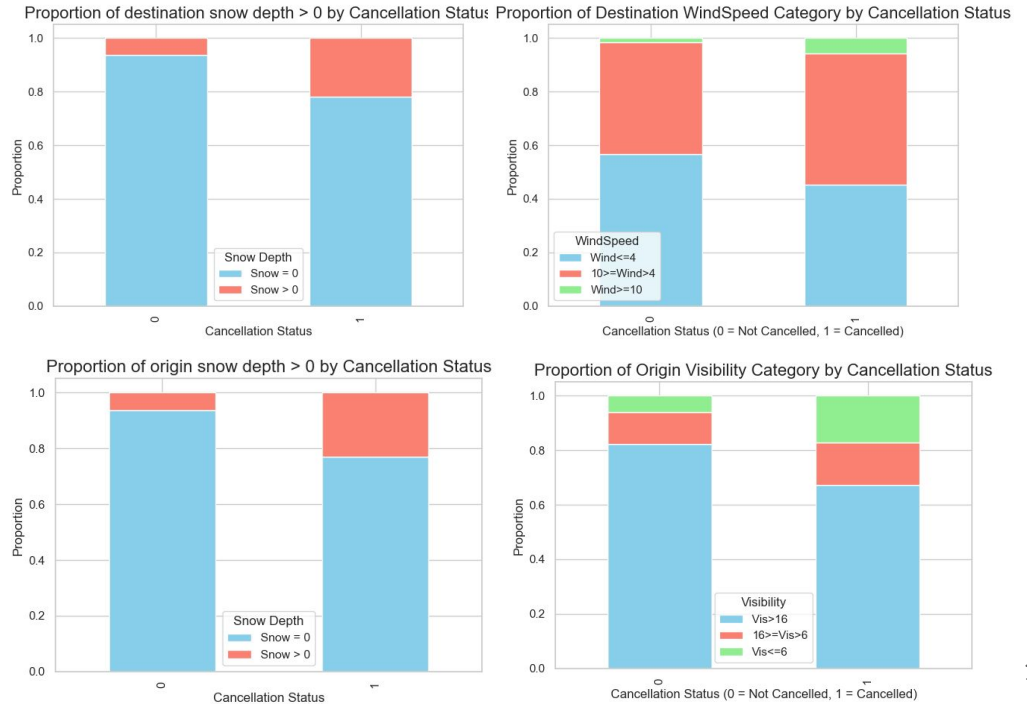 Proportion of destination snow depth > 0 by Cancellation Status
1.0
0.8
0.6
0.4
0.2
0.0
Proportion
Snow Depth
Snow = 0
Snow > 0
0
1
Cancellation Status
Proportion of Destination WindSpeed Category by Cancellation Status
1.0
0.8
0.6
0.4
0.2
0.0
Proportion
WindSpeed
Wind<=4
10>=Wind>4
Wind>=10
0
1
Cancellation Status (0 = Not Cancelled, 1 = Cancelled)
Proportion of origin snow depth > 0 by Cancellation Status
1.0
0.8
0.6
0.4
0.2
0.0
Proportion
Snow Depth
Snow = 0
Snow > 0
0
1
Cancellation Status
Proportion of Origin Visibility Category by Cancellation Status
1.0
0.8
0.6
0.4
0.2
0.0
Proportion
Visibility
Vis>16
16>=Vis>6
Vis<=6
0
1
Cancellation Status (0 = Not Cancelled, 1 = Cancelled)